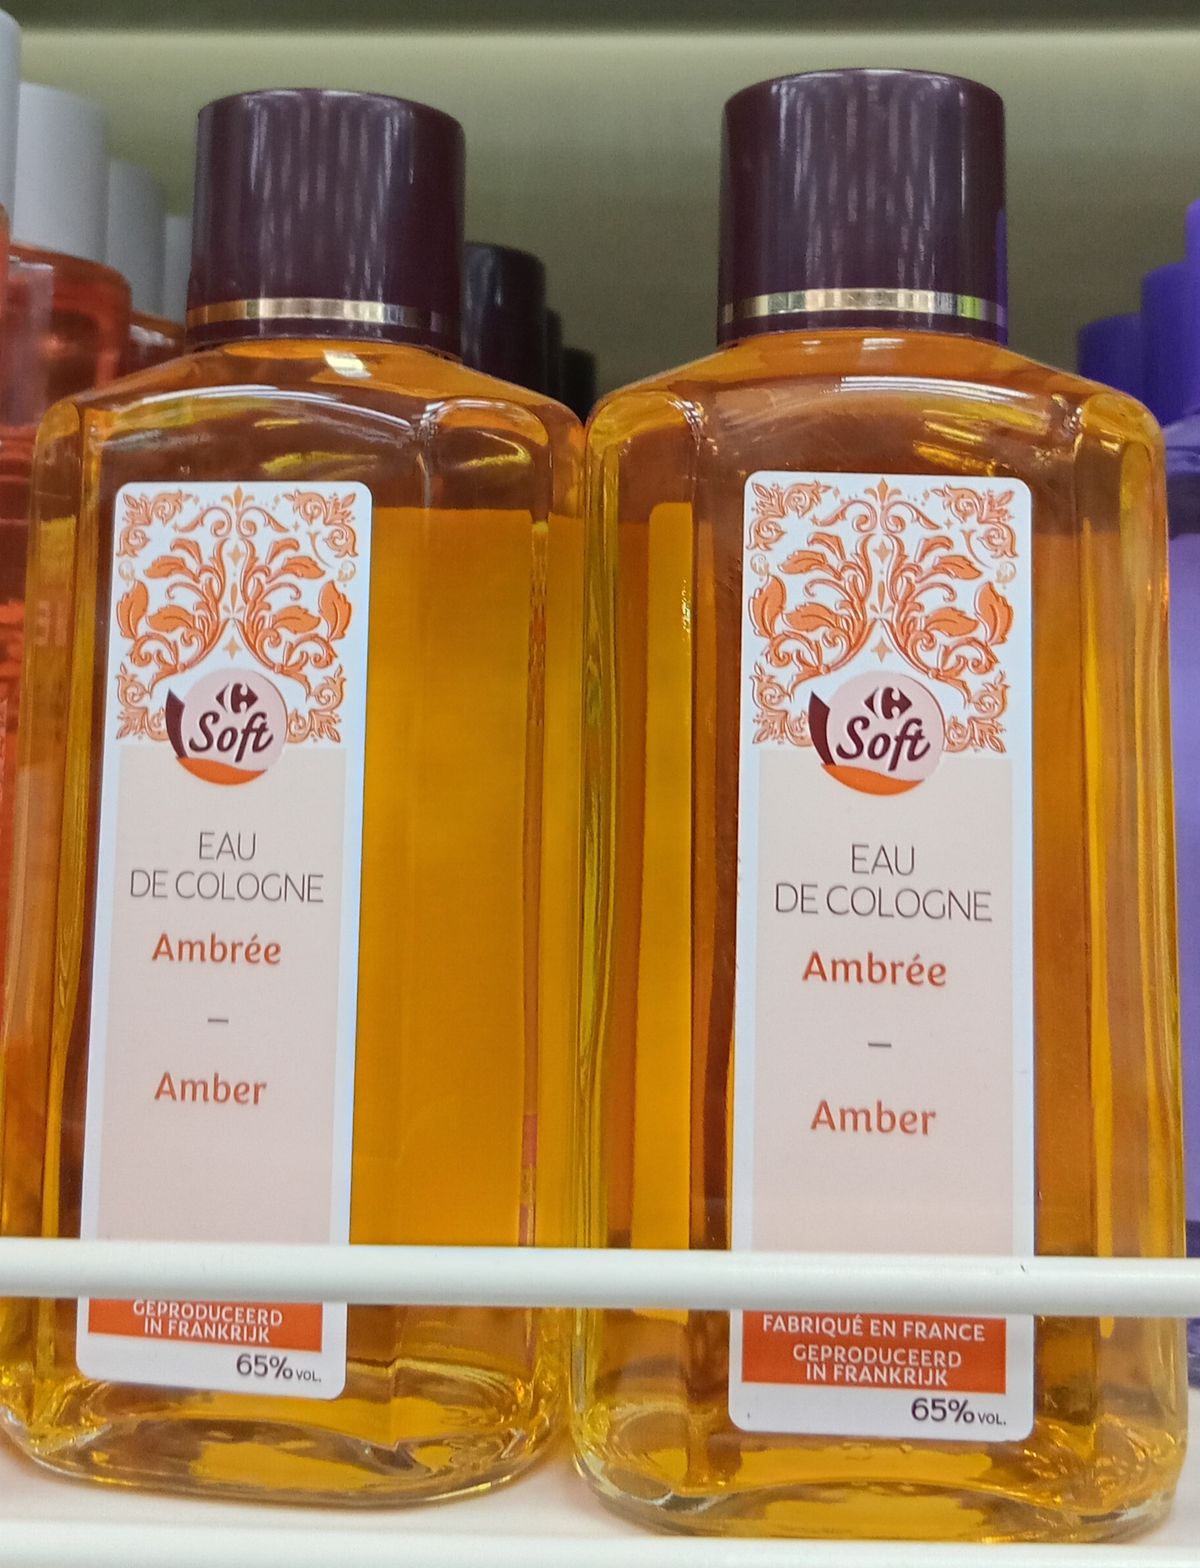 Soft
EAU
DE COLOGNE
Ambrée
–
Amber
GEPRODUCEERD
IN FRANKRIJK
65% VOL.
Soft
EAU
DE COLOGNE
Ambrée
–
Amber
FABRIQUÉ EN FRANCE
GEPRODUCEERD
IN FRANKRIJK
65% VOL.